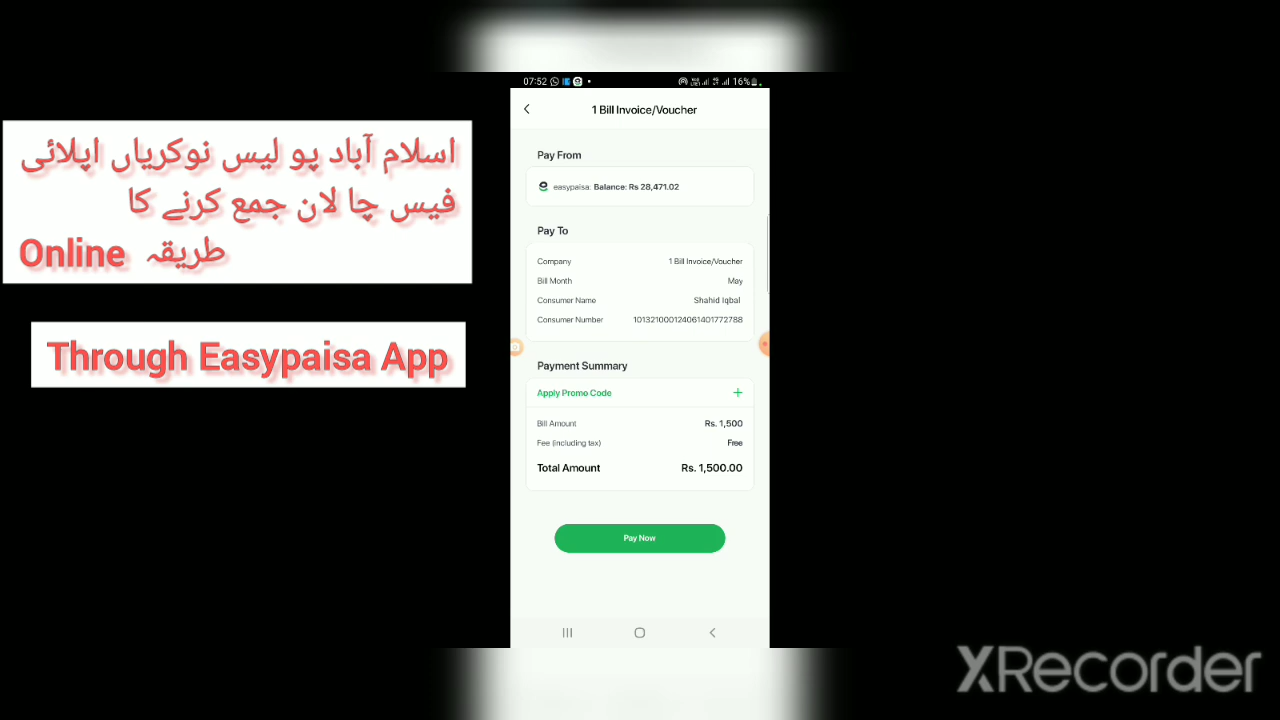 اسلام آباد پو لیس نوکریاں اپلائی
فیس چا لان جمع کرنے کا
طریقہ Online
Through Easypaisa App
07:52 16%
1 Bill Invoice/Voucher
Pay From
easypaisa: Balance: Rs 28,471.02
Pay To
Company 1 Bill Invoice/Voucher
Bill Month May
Consumer Name Shahid Iqbal
Consumer Number 101321000124061401772788
Payment Summary
Apply Promo Code +
Bill Amount Rs. 1,500
Fee (including tax) Free
Total Amount Rs. 1,500.00
Pay Now
XRecorder